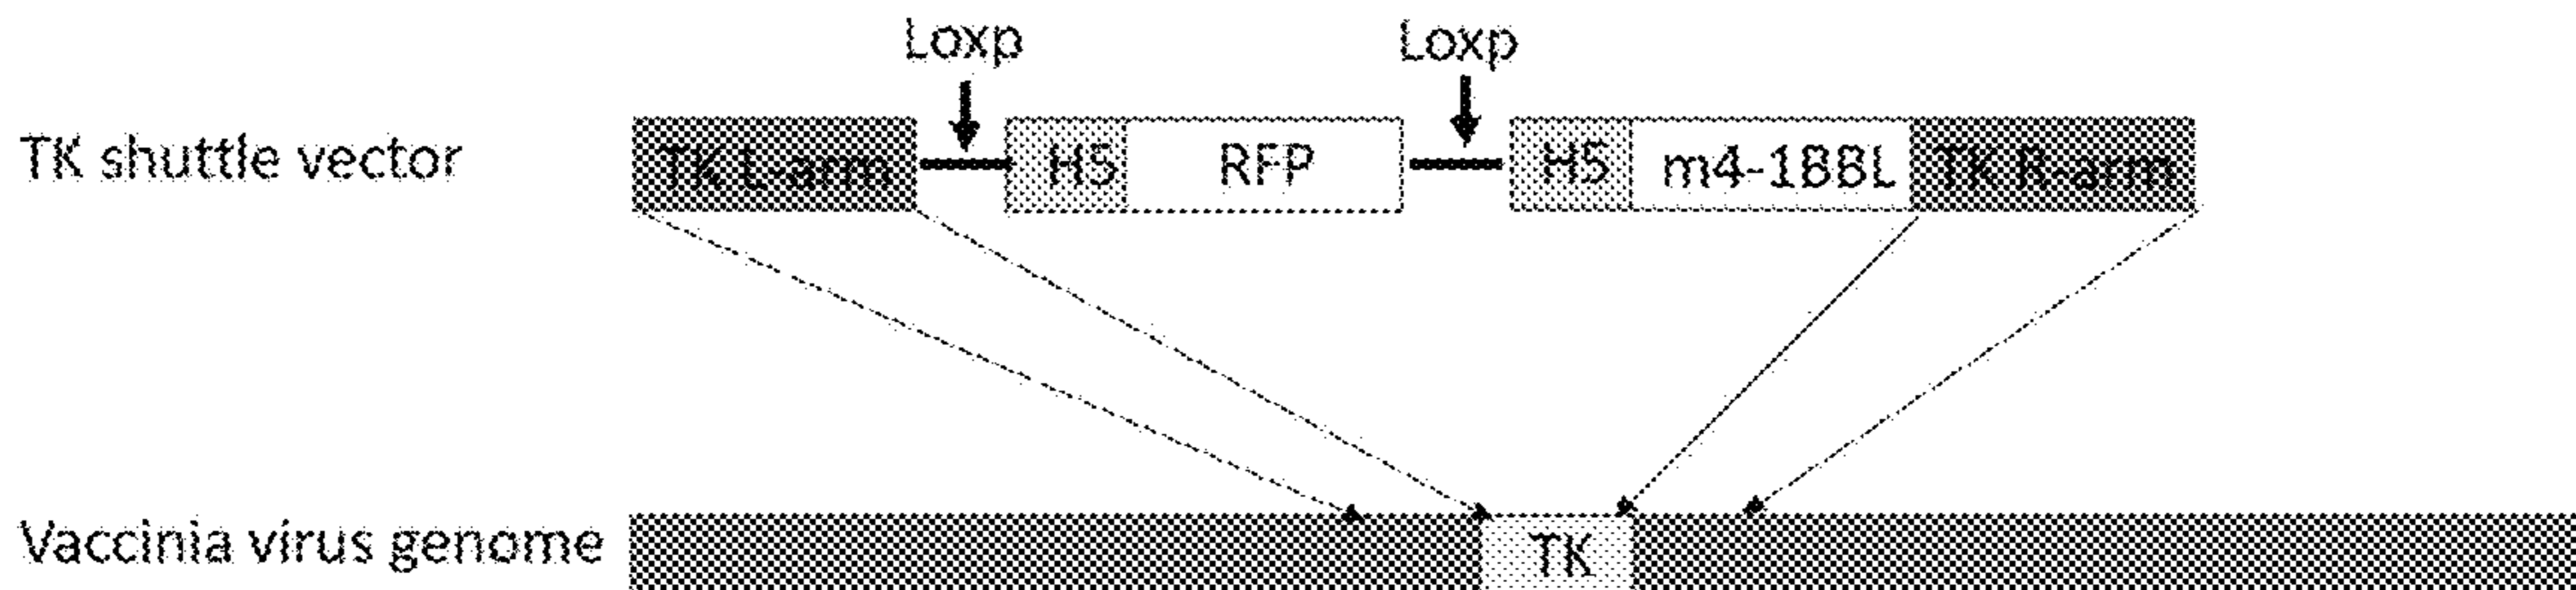 Loxp Loxp
TK shuttle vector TK L-arm H5 RFP H5 m4-1BBL TK R-arm
Vaccinia virus genome TK